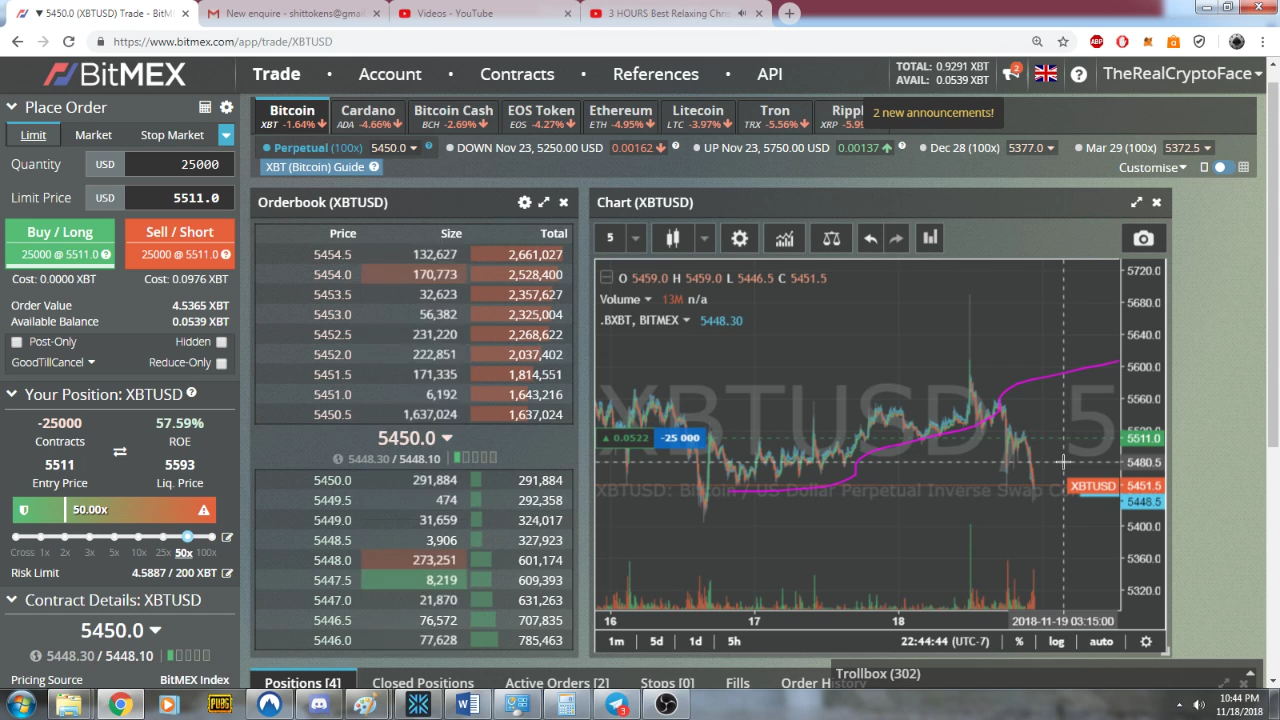 5450.0 (XBTUSD) Trade - BitM
New enquire - shittokens@gmail
Videos - YouTube
3 HOURS Best Relaxing Chris
https://www.bitmex.com/app/trade/XBTUSD
BitMEX
Trade • Account • Contracts • References • API
TOTAL: 0.9291 XBT
AVAIL: 0.0539 XBT
2
TheRealCryptoFace
Place Order
Limit Market Stop Market
Quantity USD 25000
Limit Price USD 5511.0
Buy / Long
25000 @ 5511.0
Sell / Short
25000 @ 5511.0
Cost: 0.0000 XBT Cost: 0.0976 XBT
Order Value 4.5365 XBT
Available Balance 0.0539 XBT
Post-Only Hidden
GoodTillCancel Reduce-Only
Your Position: XBTUSD
-25000 57.59%
Contracts ROE
5511 5593
Entry Price Liq. Price
50.00x
Cross 1x 2x 3x 5x 10x 25x 50x 100x
Risk Limit 4.5887 / 200 XBT
Contract Details: XBTUSD
5450.0
5448.30 / 5448.10
Pricing Source BitMEX Index
Bitcoin Cardano Bitcoin Cash EOS Token Ethereum Litecoin Tron Rippl
XBT -1.64% ADA -4.66% BCH -2.69% EOS -4.27% ETH -4.95% LTC -3.97% TRX -5.56% XRP -5.99
2 new announcements!
Perpetual (100x) 5450.0 DOWN Nov 23, 5250.00 USD 0.00162 UP Nov 23, 5750.00 USD 0.00137 Dec 28 (100x) 5377.0 Mar 29 (100x) 5372.5
XBT (Bitcoin) Guide
Customise
Orderbook (XBTUSD)
Price Size Total
5454.5 132,627 2,661,027
5454.0 170,773 2,528,400
5453.5 32,623 2,357,627
5453.0 56,382 2,325,004
5452.5 231,220 2,268,622
5452.0 222,851 2,037,402
5451.5 171,335 1,814,551
5451.0 6,192 1,643,216
5450.5 1,637,024 1,637,024
5450.0
5448.30 / 5448.10
5450.0 291,884 291,884
5449.5 474 292,358
5449.0 31,659 324,017
5448.5 3,906 327,923
5448.0 273,251 601,174
5447.5 8,219 609,393
5447.0 21,870 631,263
5446.5 76,572 707,835
5446.0 77,628 785,463
Chart (XBTUSD)
5
O 5459.0 H 5459.0 L 5446.5 C 5451.5
Volume 13M n/a
.BXBT, BITMEX 5448.30
XBTUSD, 5
XBTUSD: Bitcoin / US Dollar Perpetual Inverse Swap C
0.0522 -25 000
5720.0
5680.0
5640.0
5600.0
5560.0
5511.0
5480.5
XBTUSD 5451.5
5448.5
5400.0
5360.0
5320.0
16 17 18 2018-11-19 03:15:00
1m 5d 1d 5h 22:44:44 (UTC-7) % log auto
Positions [4] Closed Positions Active Orders [2] Stops [0] Fills Order History
Trollbox (302)
PUBG
3
10:44 PM
11/18/2018